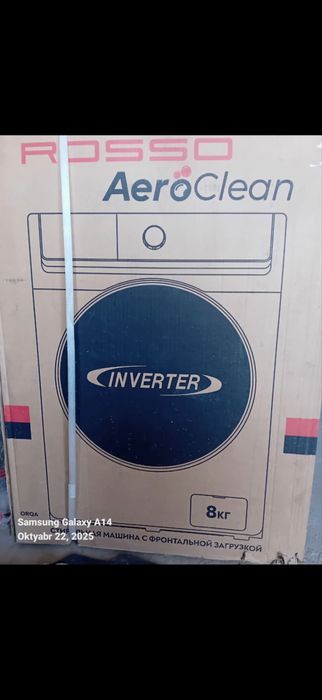 ROSSO
AeroClean
INVERTER
8КГ
ORQA
Samsung Galaxy A14
Oktyabr 22, 2025
МАШИНА С ФРОНТАЛЬНОЙ ЗАГРУЗКОЙ